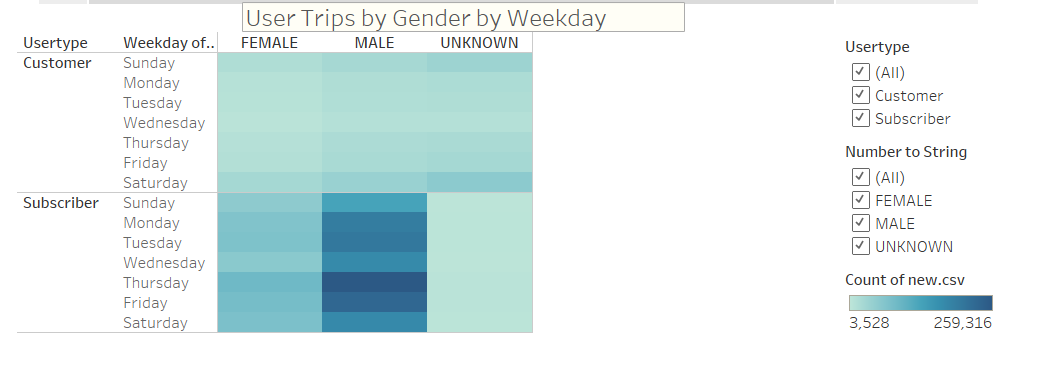 User Trips by Gender by Weekday
Usertype Weekday of.. FEMALE MALE UNKNOWN
Customer Sunday
Monday
Tuesday
Wednesday
Thursday
Friday
Saturday
Subscriber Sunday
Monday
Tuesday
Wednesday
Thursday
Friday
Saturday
Usertype
(All)
Customer
Subscriber
Number to String
(All)
FEMALE
MALE
UNKNOWN
Count of new.csv
3,528 259,316